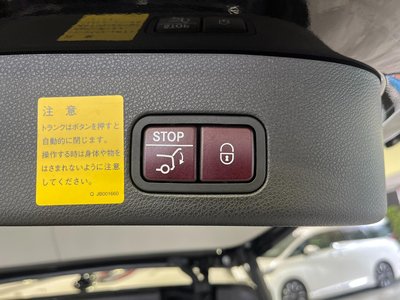 STOP
注 意
トランクはボタンを押すと
自動的に閉じます。
操作する時は身体や物を
はさまれないように注意
してください。
Q JB001660
STOP